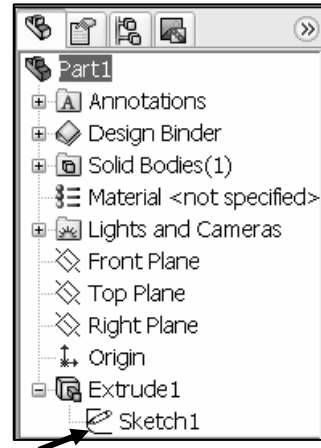 Part1
Annotations
Design Binder
Solid Bodies(1)
Material <not specified>
Lights and Cameras
Front Plane
Top Plane
Right Plane
Origin
Extrude1
Sketch1